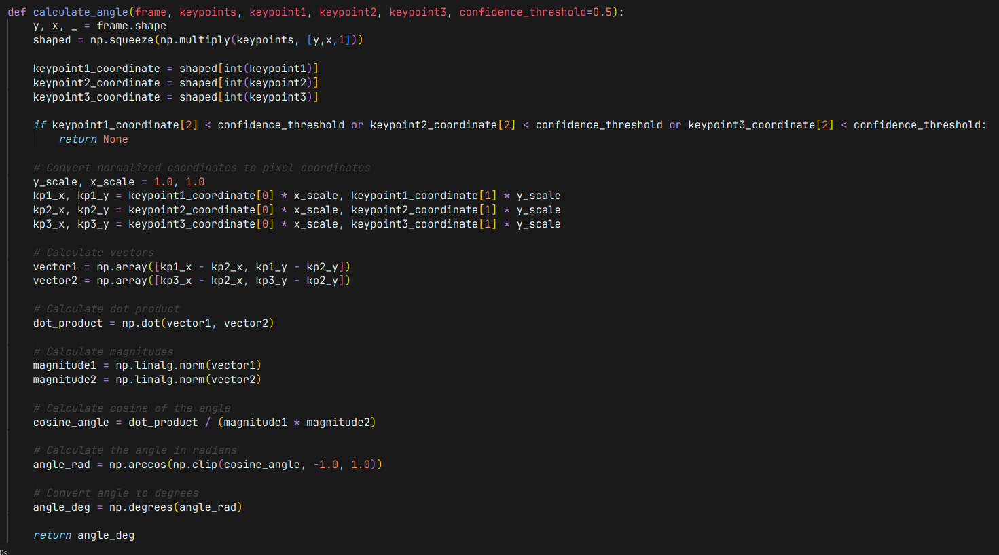 def calculate_angle(frame, keypoints, keypoint1, keypoint2, keypoint3, confidence_threshold=0.5):
    y, x, _ = frame.shape
    shaped = np.squeeze(np.multiply(keypoints, [y,x,1]))

    keypoint1_coordinate = shaped[int(keypoint1)]
    keypoint2_coordinate = shaped[int(keypoint2)]
    keypoint3_coordinate = shaped[int(keypoint3)]

    if keypoint1_coordinate[2] < confidence_threshold or keypoint2_coordinate[2] < confidence_threshold or keypoint3_coordinate[2] < confidence_threshold:
        return None

    # Convert normalized coordinates to pixel coordinates
    y_scale, x_scale = 1.0, 1.0
    kp1_x, kp1_y = keypoint1_coordinate[0] * x_scale, keypoint1_coordinate[1] * y_scale
    kp2_x, kp2_y = keypoint2_coordinate[0] * x_scale, keypoint2_coordinate[1] * y_scale
    kp3_x, kp3_y = keypoint3_coordinate[0] * x_scale, keypoint3_coordinate[1] * y_scale

    # Calculate vectors
    vector1 = np.array([kp1_x - kp2_x, kp1_y - kp2_y])
    vector2 = np.array([kp3_x - kp2_x, kp3_y - kp2_y])

    # Calculate dot product
    dot_product = np.dot(vector1, vector2)

    # Calculate magnitudes
    magnitude1 = np.linalg.norm(vector1)
    magnitude2 = np.linalg.norm(vector2)

    # Calculate cosine of the angle
    cosine_angle = dot_product / (magnitude1 * magnitude2)

    # Calculate the angle in radians
    angle_rad = np.arccos(np.clip(cosine_angle, -1.0, 1.0))

    # Convert angle to degrees
    angle_deg = np.degrees(angle_rad)

    return angle_deg
0s